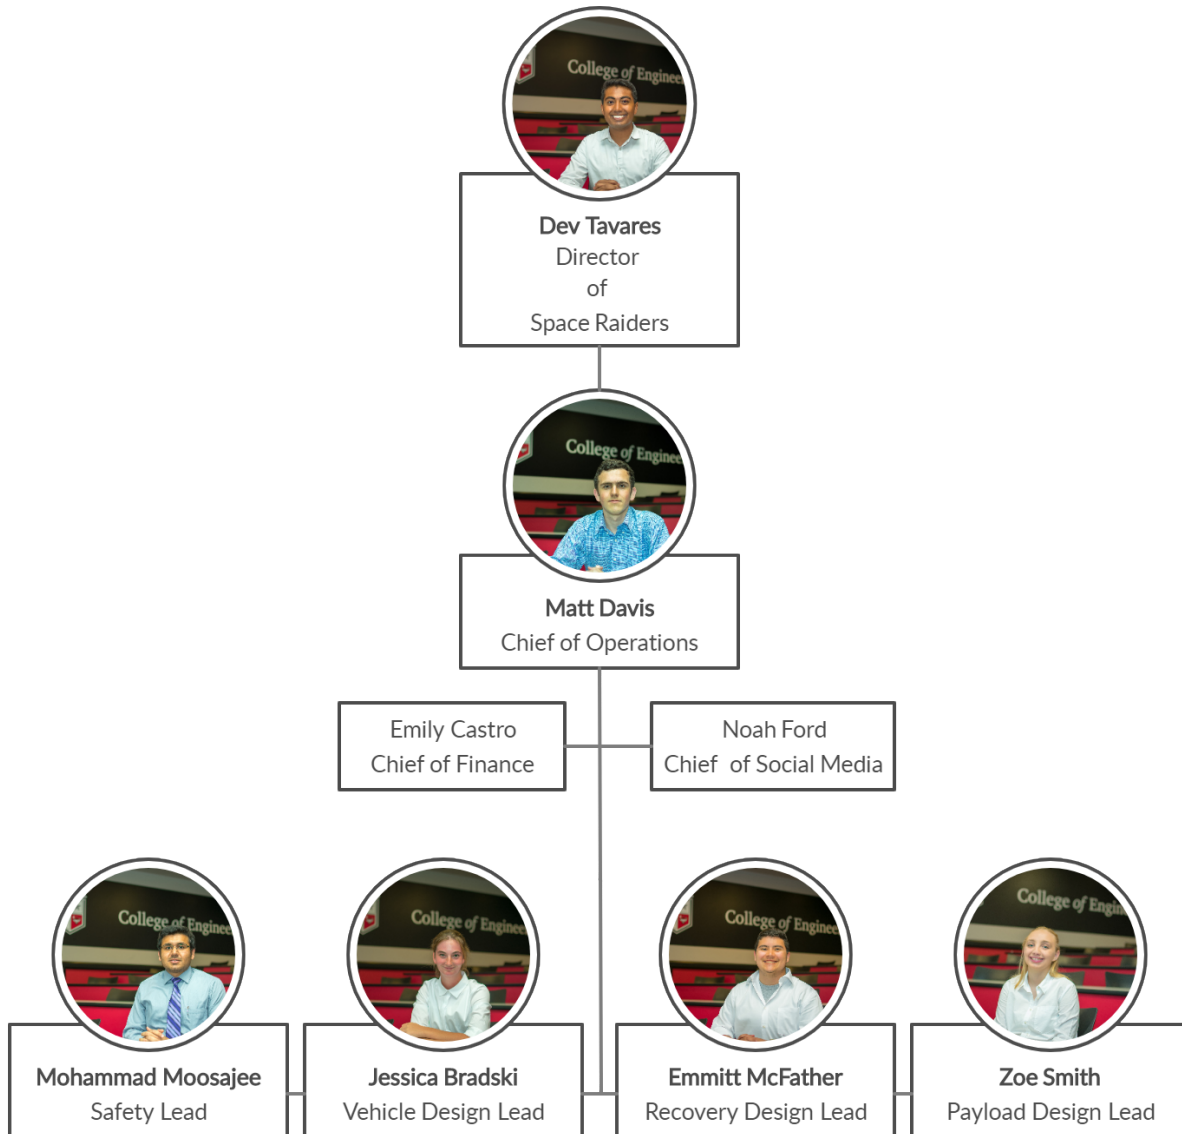 College of Enginee
Dev Tavares
Director
of
Space Raiders
College of Enginee
Matt Davis
Chief of Operations
Emily Castro
Chief of Finance
Noah Ford
Chief of Social Media
College of Enginee
College of Enginee
College of Enginee
College of Engin
Mohammad Moosajee
Safety Lead
Jessica Bradski
Vehicle Design Lead
Emmitt McFather
Recovery Design Lead
Zoe Smith
Payload Design Lead